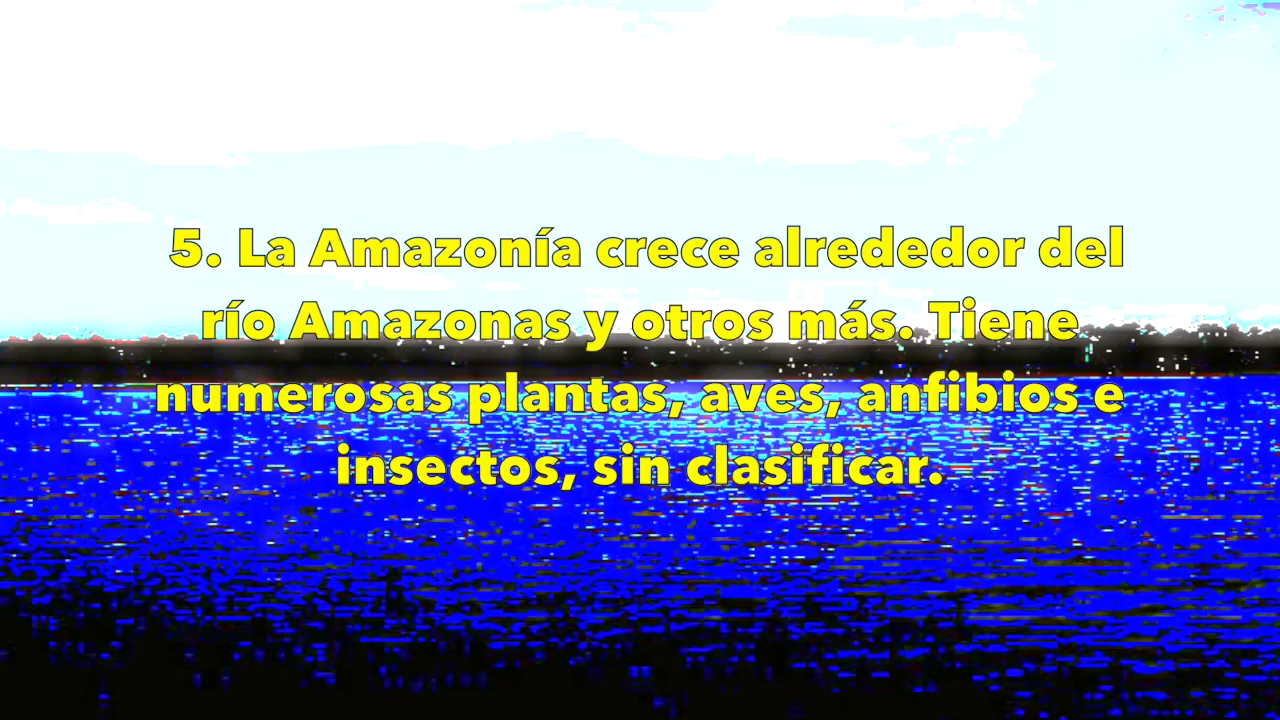 5. La Amazonía crece alrededor del
río Amazonas y otros más. Tiene
numerosas plantas, aves, anfibios e
insectos, sin clasificar.